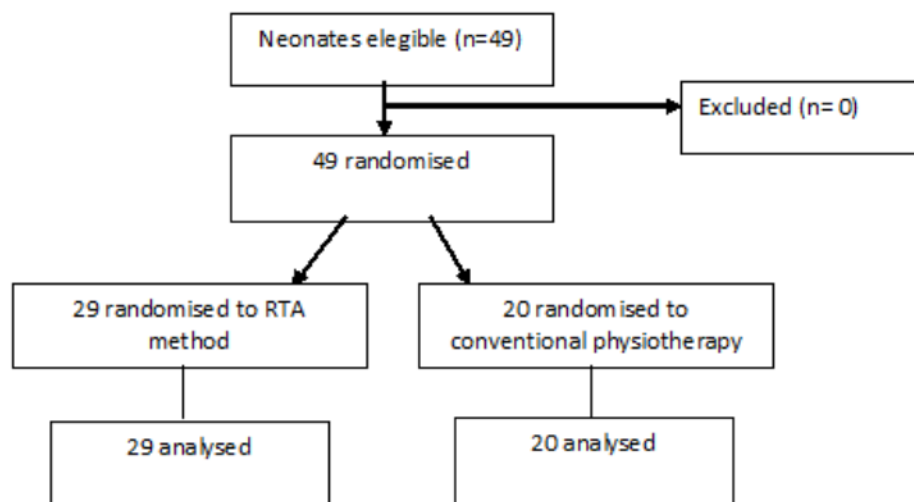 Neonates elegible (n=49)
Excluded (n= 0)
49 randomised
29 randomised to RTA
method
20 randomised to
conventional physiotherapy
29 analysed
20 analysed